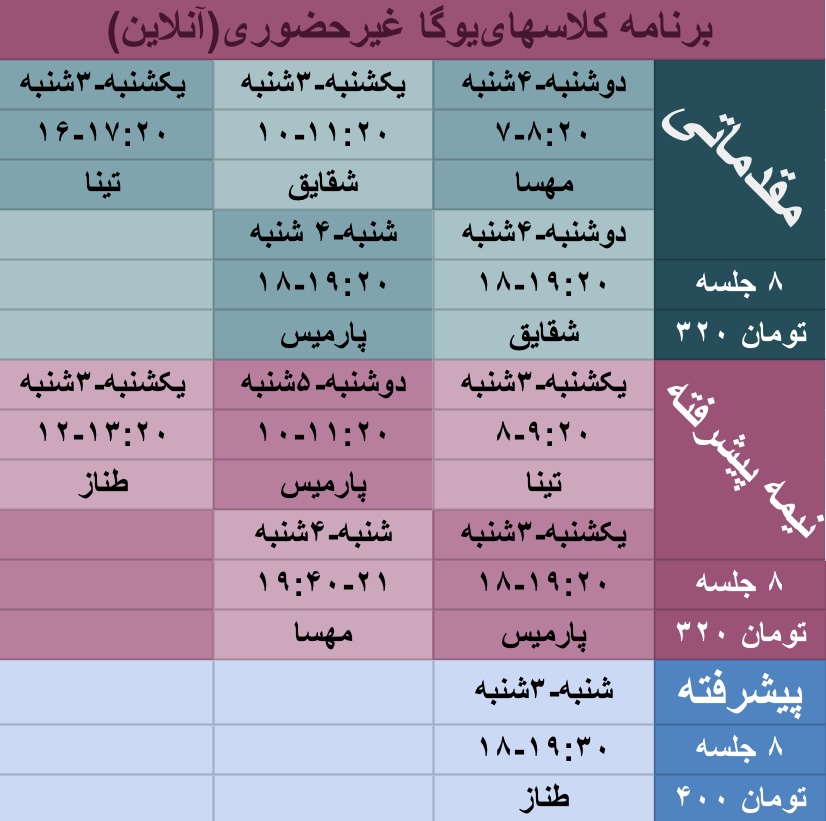 برنامه کلاسهای‌یوگا غیرحضوری(آنلاین)
مقدماتی
دوشنبه-۴شنبه یکشنبه-۳شنبه یکشنبه-۳شنبه
۷-۸:۲۰ ۱۰-۱۱:۲۰ ۱۶-۱۷:۲۰
مهسا شقایق تینا
دوشنبه-۴شنبه شنبه-۴ شنبه
۸ جلسه ۱۸-۱۹:۲۰ ۱۸-۱۹:۲۰
تومان ۳۲۰ شقایق پارمیس
نیمه پیشرفته
یکشنبه-۳شنبه دوشنبه-۵شنبه یکشنبه-۳شنبه
۸-۹:۲۰ ۱۰-۱۱:۲۰ ۱۲-۱۳:۲۰
تینا پارمیس طناز
یکشنبه-۳شنبه شنبه-۴شنبه
۸ جلسه ۱۸-۱۹:۲۰ ۱۹:۴۰-۲۱
تومان ۳۲۰ پارمیس مهسا
پیشرفته شنبه-۳شنبه
۸ جلسه ۱۸-۱۹:۳۰
تومان ۴۰۰ طناز